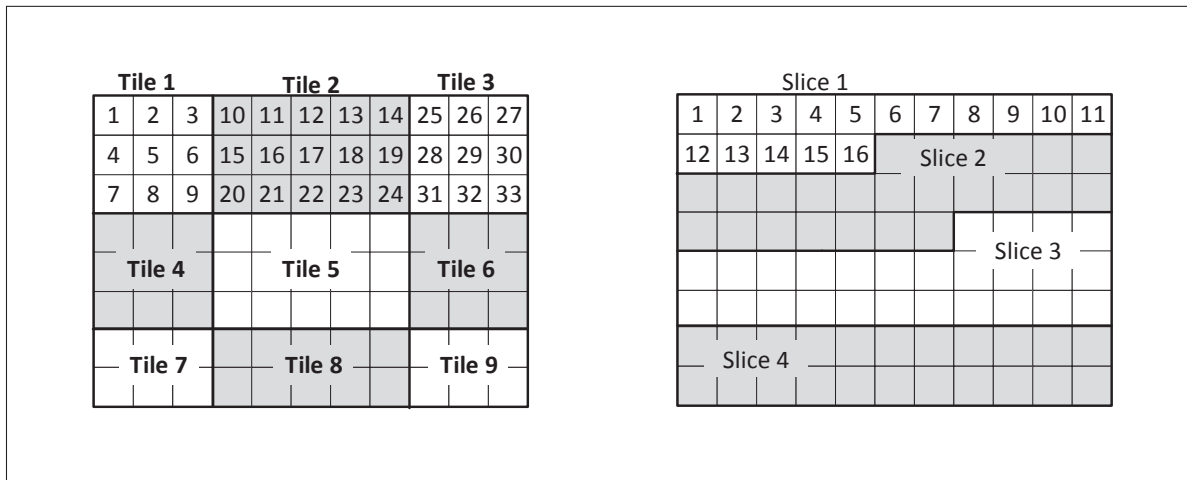 Tile 1 Tile 2 Tile 3
1 2 3 10 11 12 13 14 25 26 27
4 5 6 15 16 17 18 19 28 29 30
7 8 9 20 21 22 23 24 31 32 33
Tile 4 Tile 5 Tile 6
Tile 7 Tile 8 Tile 9
Slice 1
1 2 3 4 5 6 7 8 9 10 11
12 13 14 15 16 Slice 2
Slice 3
Slice 4